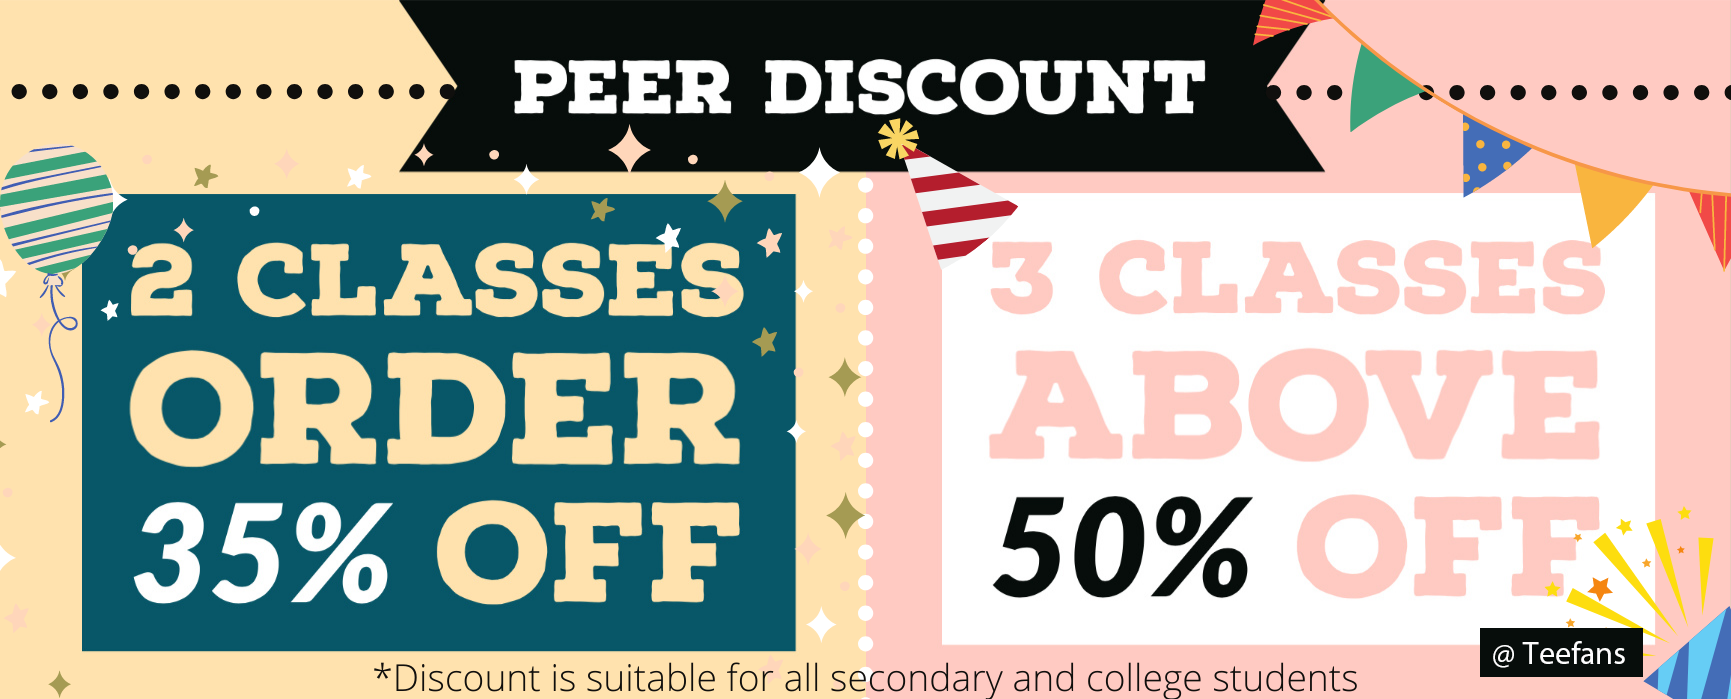 PEER DISCOUNT
2 CLASSES
ORDER
35% OFF
3 CLASSES
ABOVE
50% OFF
@ Teefans
*Discount is suitable for all secondary and college students